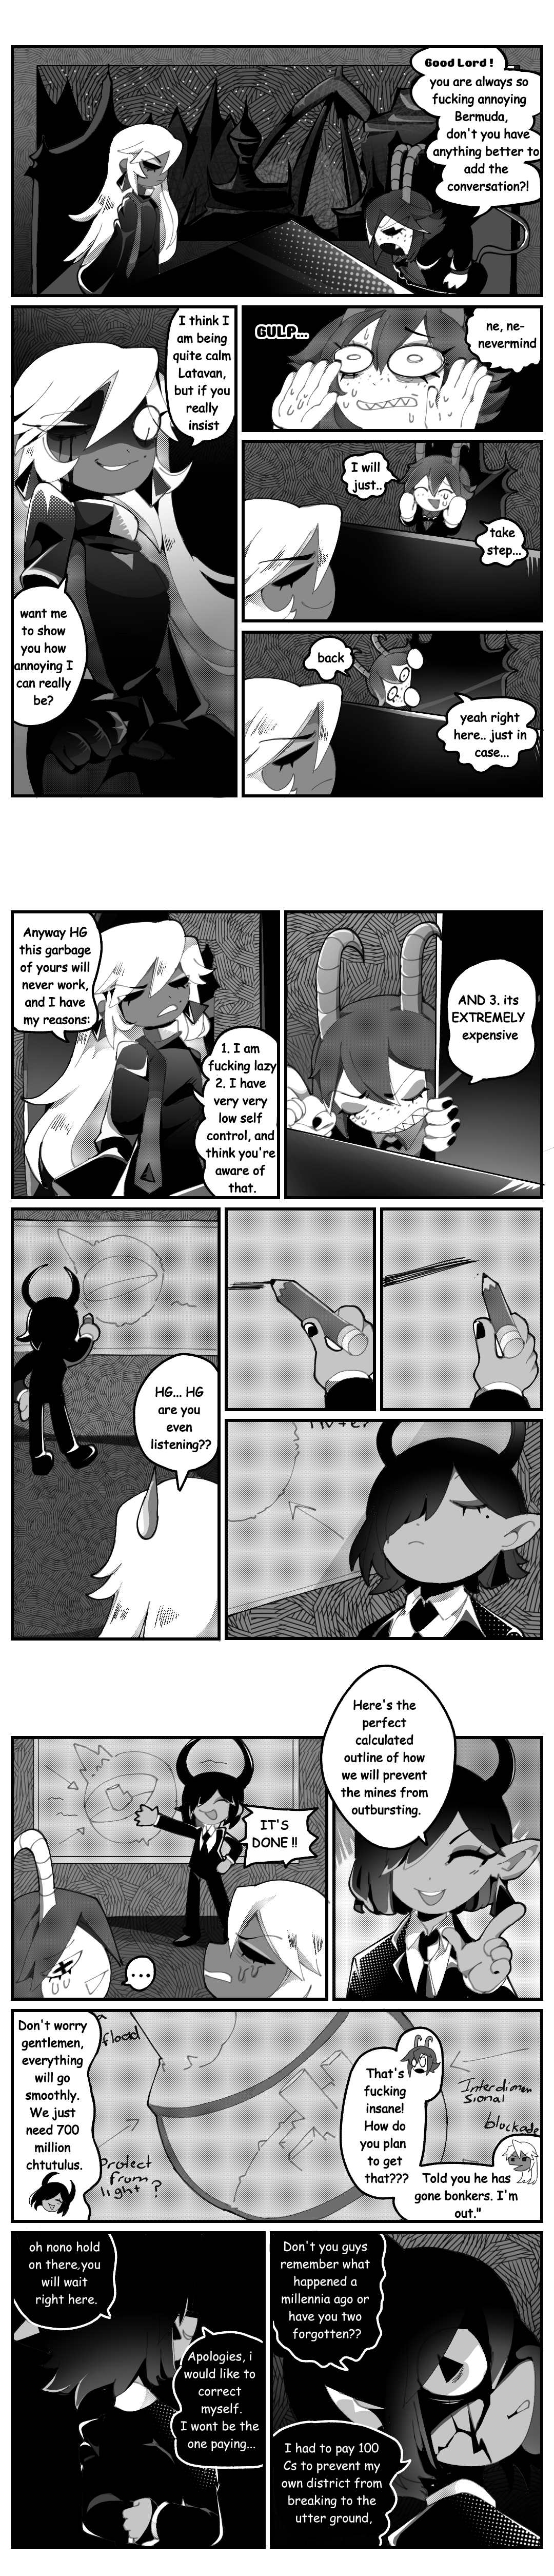 Good Lord !
you are always so
fucking annoying
Bermuda,
don't you have
anything better to
add the
conversation?!
I think I
am being
quite calm
Latavan,
but if you
really
insist
want me
to show
you how
annoying I
can really
be?
GULP...
ne, ne-
nevermind
I will
just..
take
step...
back
yeah right
here.. just in
case...
Anyway HG
this garbage
of yours will
never work,
and I have
my reasons:
1. I am
fucking lazy
2. I have
very very
low self
control, and
think you're
aware of
that.
AND 3. its
EXTREMELY
expensive
HG... HG
are you
even
listening??
IT'S
DONE !!
...
Here's the
perfect
calculated
outline of how
we will prevent
the mines from
outbursting.
Don't worry
gentlemen,
everything
will go
smoothly.
We just
need 700
million
chtutulus.
fload
Protect
from
light ?
That's
fucking
insane!
How do
you plan
to get
that???
Interdimen
sional
blockade
Told you he has
gone bonkers. I'm
out."
oh nono hold
on there,you
will wait
right here.
Apologies, i
would like to
correct
myself.
I wont be the
one paying...
Don't you guys
remember what
happened a
millennia ago or
have you two
forgotten??
I had to pay 100
Cs to prevent my
own district from
breaking to the
utter ground,